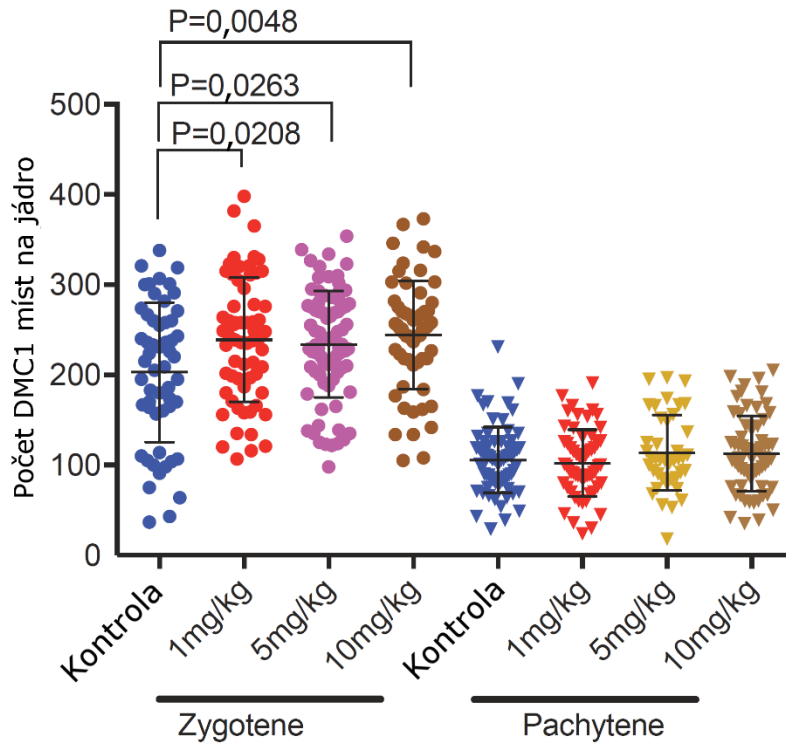 P=0,0048
P=0,0263
P=0,0208
Počet DMC1 míst na jádro
500
400
300
200
100
0
Kontrola
1mg/kg
5mg/kg
10mg/kg
Kontrola
1mg/kg
5mg/kg
10mg/kg
Zygotene
Pachytene